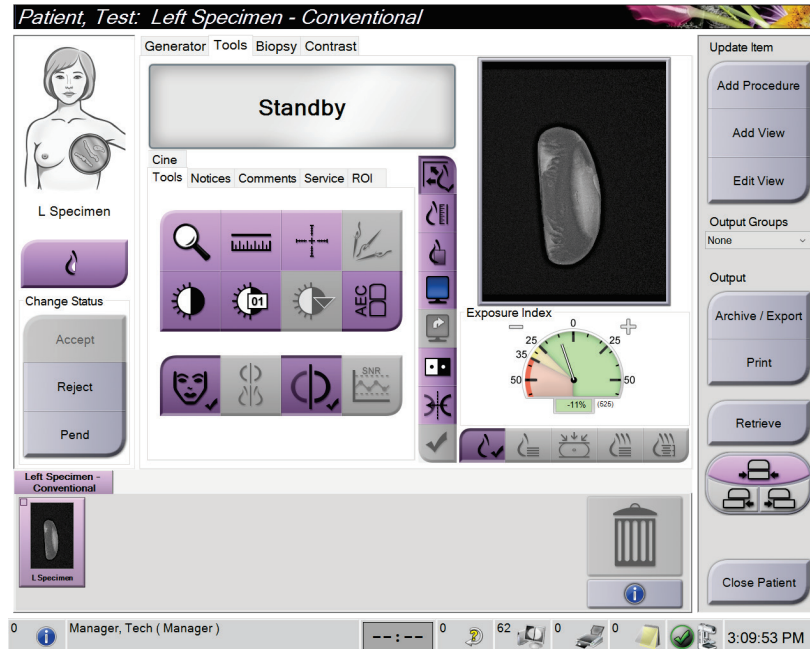 Patient, Test: Left Specimen - Conventional
Generator Tools Biopsy Contrast
Standby
Cine
Tools Notices Comments Service ROI
01
AEC
SNR
L Specimen
Change Status
Accept
Reject
Pend
Exposure Index
0
25 25
35
50 50
-11% (525)
Update Item
Add Procedure
Add View
Edit View
Output Groups
None
Output
Archive / Export
Print
Retrieve
Close Patient
Left Specimen -
Conventional
L Specimen
0 Manager, Tech ( Manager ) --:-- 0 62 0 0 3:09:53 PM